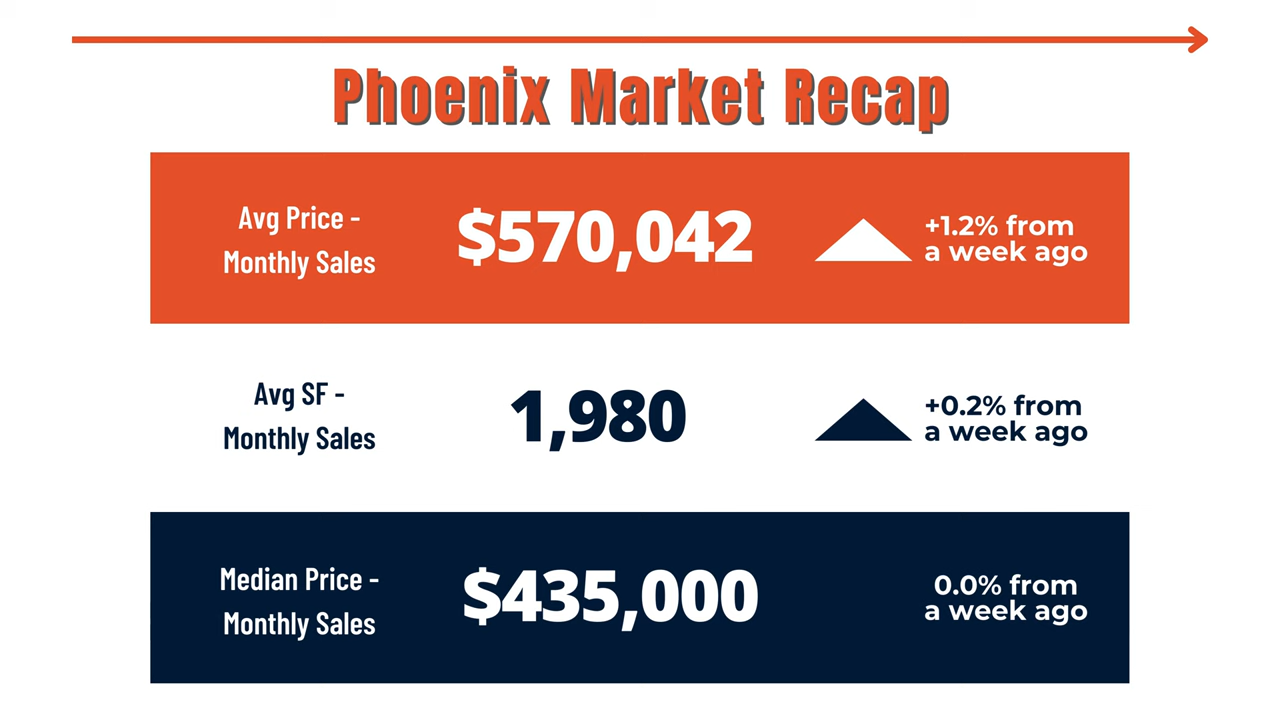 Phoenix Market Recap
Avg Price -
Monthly Sales
$570,042
+1.2% from
a week ago
Avg SF -
Monthly Sales
1,980
+0.2% from
a week ago
Median Price -
Monthly Sales
$435,000
0.0% from
a week ago